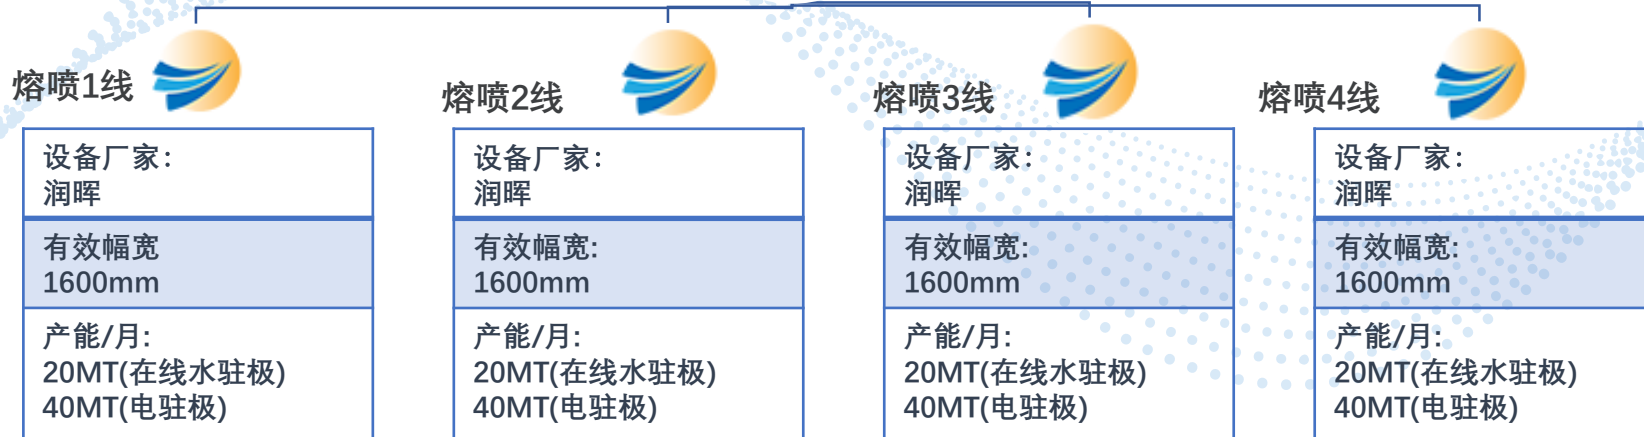 熔喷1线
设备厂家：
润晖
有效幅宽
1600mm
产能/月:
20MT(在线水驻极)
40MT(电驻极)
熔喷2线
设备厂家：
润晖
有效幅宽:
1600mm
产能/月:
20MT(在线水驻极)
40MT(电驻极)
熔喷3线
设备厂家：
润晖
有效幅宽:
1600mm
产能/月:
20MT(在线水驻极)
40MT(电驻极)
熔喷4线
设备厂家：
润晖
有效幅宽:
1600mm
产能/月:
20MT(在线水驻极)
40MT(电驻极)